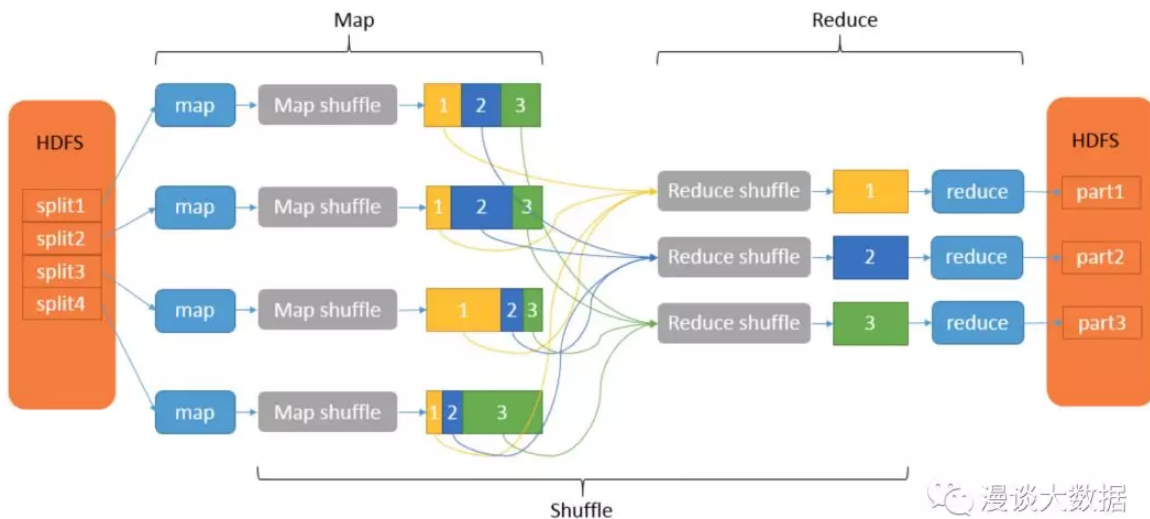 Map
Reduce
HDFS
split1
split2
split3
split4
map
Map shuffle
1 2 3
map
Map shuffle
1 2 3
map
Map shuffle
1 2 3
map
Map shuffle
1 2 3
Reduce shuffle
1
reduce
Reduce shuffle
2
reduce
Reduce shuffle
3
reduce
HDFS
part1
part2
part3
Shuffle
漫谈大数据